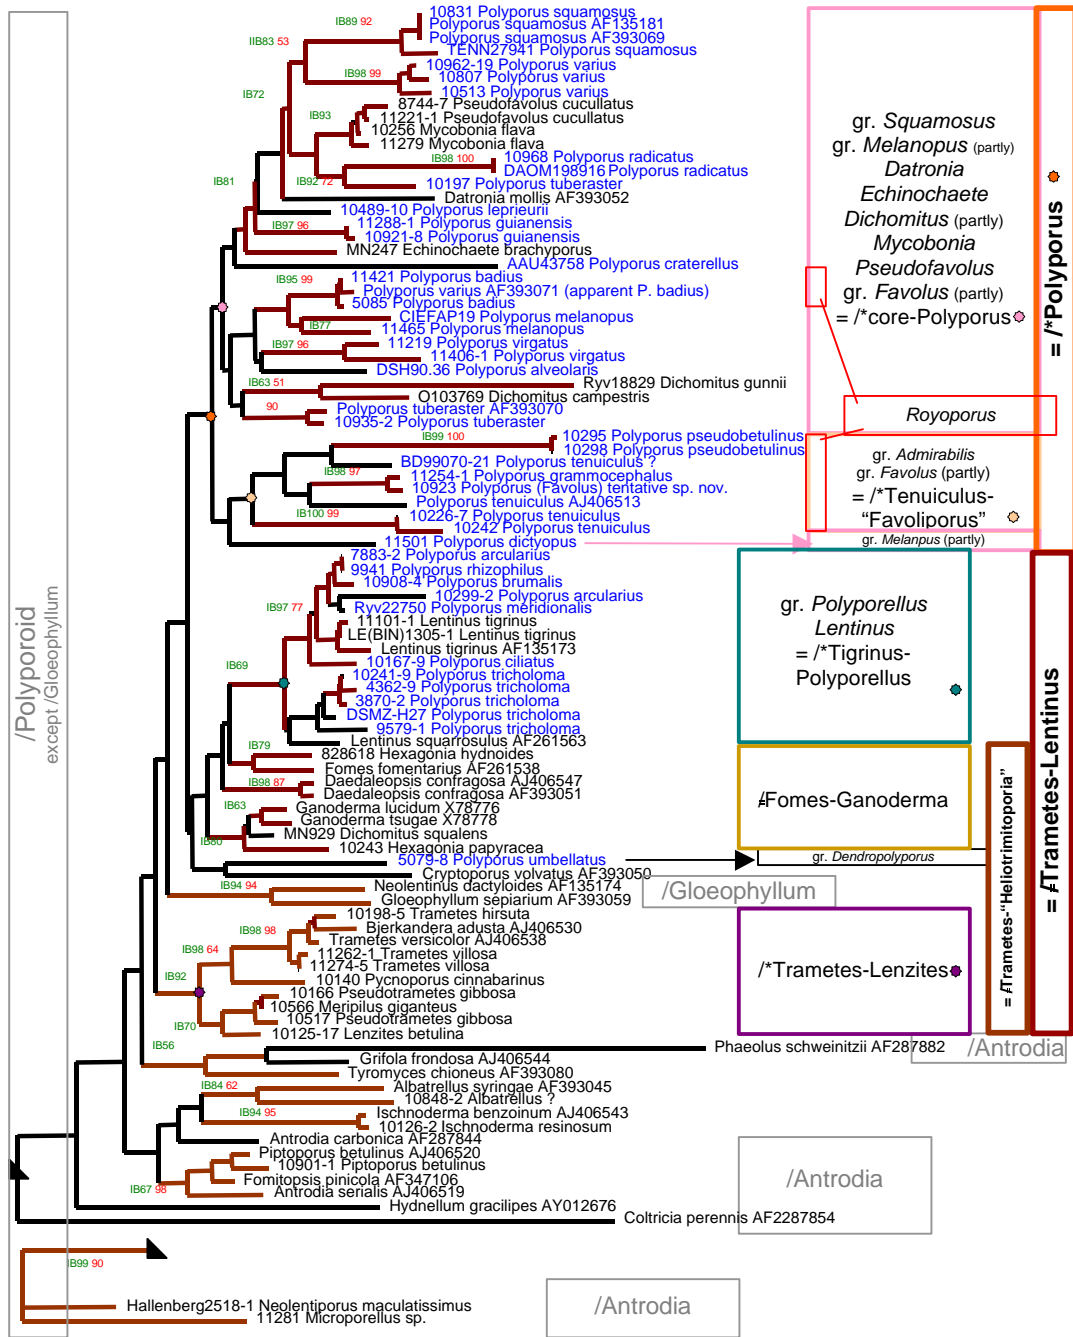 10831 Polyporus squamosus
IB89 92
Polyporus squamosus AF135181
Polyporus squamosus AF393069
IIB83 53
TENN27941 Polyporus squamosus
10962-19 Polyporus varius
IB98 99
10807 Polyporus varius
10513 Polyporus varius
IB72
8744-7 Pseudofavolus cucullatus
IB93
11221-1 Pseudofavolus cucullatus
10256 Mycobonia flava
11279 Mycobonia flava
IB98 100
10968 Polyporus radicatus
DAOM198916 Polyporus radicatus
IB81
IB92 72
10197 Polyporus tuberaster
Datronia mollis AF393052
10489-10 Polyporus leprieurii
IB97 96
11288-1 Polyporus guianensis
10921-8 Polyporus guianensis
MN247 Echinochaete brachyporus
AAU43758 Polyporus craterellus
IB95 99
11421 Polyporus badius
Polyporus varius AF393071 (apparent P. badius)
5085 Polyporus badius
CIEFAP19 Polyporus melanopus
IB77
11465 Polyporus melanopus
IB97 96
11219 Polyporus virgatus
11406-1 Polyporus virgatus
DSH90.36 Polyporus alveolaris
IB63 51
Ryv18829 Dichomitus gunnii
O103769 Dichomitus campestris
90
Polyporus tuberaster AF393070
10935-2 Polyporus tuberaster
IB99 100
10295 Polyporus pseudobetulinus
10298 Polyporus pseudobetulinus
BD99070-21 Polyporus tenuiculus ?
IB98 97
11254-1 Polyporus grammocephalus
10923 Polyporus (Favolus) tentative sp. nov.
Polyporus tenuiculus AJ406513
IB100 99
10226-7 Polyporus tenuiculus
10242 Polyporus tenuiculus
11501 Polyporus dictyopus
7883-2 Polyporus arcularius
9941 Polyporus rhizophilus
10908-4 Polyporus brumalis
10299-2 Polyporus arcularius
IB97 77
Ryv22750 Polyporus meridionalis
11101-1 Lentinus tigrinus
LE(BIN)1305-1 Lentinus tigrinus
Lentinus tigrinus AF135173
10167-9 Polyporus ciliatus
IB69
10241-9 Polyporus tricholoma
4362-9 Polyporus tricholoma
3870-2 Polyporus tricholoma
DSMZ-H27 Polyporus tricholoma
9579-1 Polyporus tricholoma
Lentinus squarrosulus AF261563
IB79
828618 Hexagonia hydnoides
Fomes fomentarius AF261538
IB98 87
Daedaleopsis confragosa AJ406547
Daedaleopsis confragosa AF393051
IB63
Ganoderma lucidum X78776
Ganoderma tsugae X78778
MN929 Dichomitus squalens
IB80
10243 Hexagonia papyracea
5079-8 Polyporus umbellatus
Cryptoporus volvatus AF393050
IB94 94
Neolentinus dactyloides AF135174
Gloeophyllum sepiarium AF393059
10198-5 Trametes hirsuta
IB98 98
Bjerkandera adusta AJ406530
Trametes versicolor AJ406538
IB98 64
11262-1 Trametes villosa
11274-5 Trametes villosa
IB92
10140 Pycnoporus cinnabarinus
10166 Pseudotrametes gibbosa
10566 Meripilus giganteus
10517 Pseudotrametes gibbosa
IB70
10125-17 Lenzites betulina
IB56
Phaeolus schweinitzii AF287882
Grifola frondosa AJ406544
Tyromyces chioneus AF393080
IB84 62
Albatrellus syringae AF393045
10848-2 Albatrellus ?
IB94 95
Ischnoderma benzoinum AJ406543
10126-2 Ischnoderma resinosum
Antrodia carbonica AF287844
Piptoporus betulinus AJ406520
10901-1 Piptoporus betulinus
IB67 98
Fomitopsis pinicola AF347106
Antrodia serialis AJ406519
Hydnellum gracilipes AY012676
Coltricia perennis AF2287854
IB99 90
Hallenberg2518-1 Neolentiporus maculatissimus
11281 Microporellus sp.
/Polyporoid
except /Gloeophyllum
gr. Squamosus
gr. Melanopus (partly)
Datronia
Echinochaete
Dichomitus (partly)
Mycobonia
Pseudofavolus
gr. Favolus (partly)
= /*core-Polyporus
= /*Polyporus
Royoporus
gr. Admirabilis
gr. Favolus (partly)
= /*Tenuiculus-
“Favoliporus”
gr. Melanpus (partly)
gr. Polyporellus
Lentinus
= /*Tigrinus-
Polyporellus
/Fomes-Ganoderma
gr. Dendropolyporus
/Gloeophyllum
/*Trametes-Lenzites
= /Trametes-“Heliotrimitoporia”
= /Trametes-Lentinus
/Antrodia
/Antrodia
/Antrodia